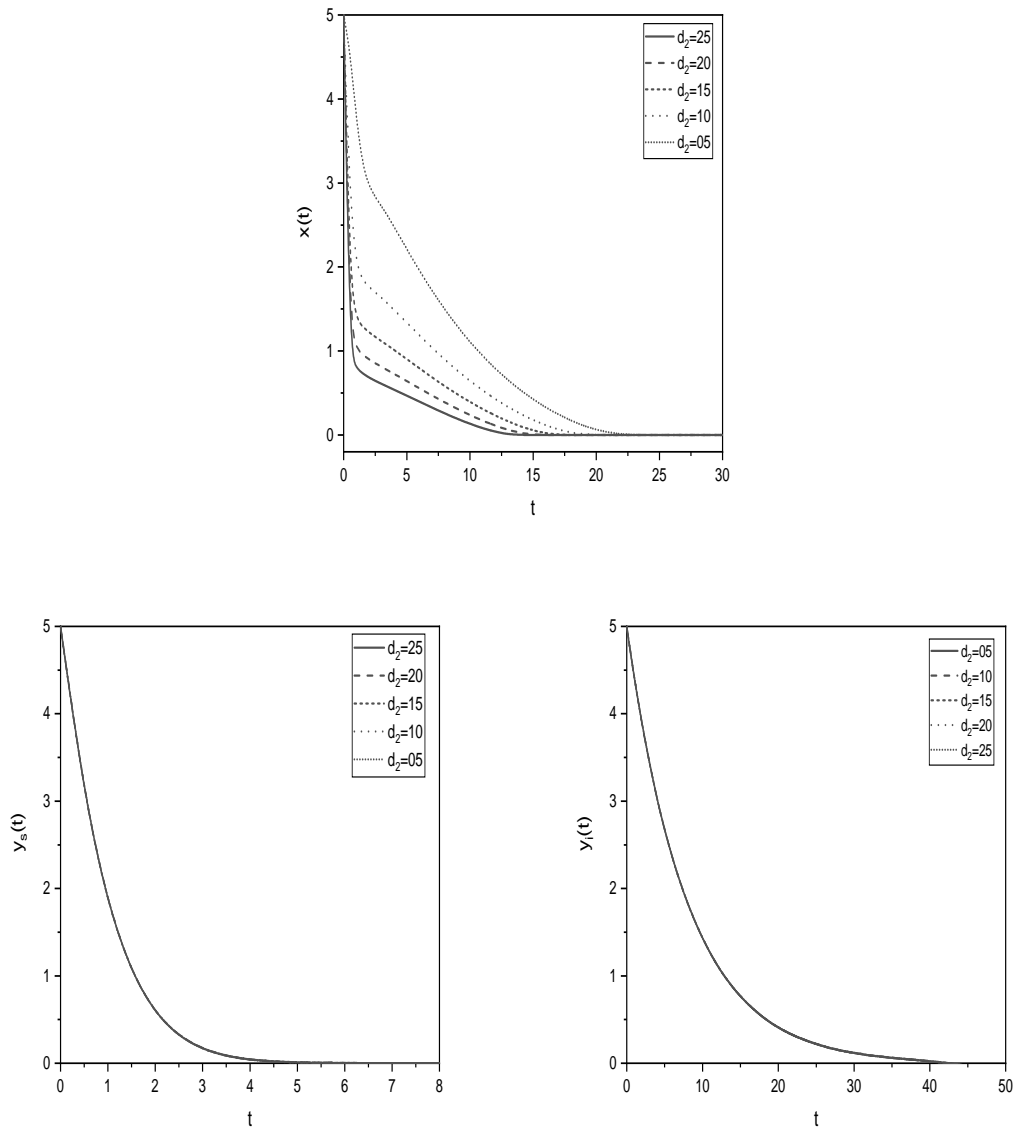 5
4
3
2
1
0
x(t)
0 5 10 15 20 25 30
t
d₂=25
d₂=20
d₂=15
d₂=10
d₂=05
5
4
3
2
1
0
yₛ(t)
0 1 2 3 4 5 6 7 8
t
d₂=25
d₂=20
d₂=15
d₂=10
d₂=05
5
4
3
2
1
0
yᵢ(t)
0 10 20 30 40 50
t
d₂=05
d₂=10
d₂=15
d₂=20
d₂=25